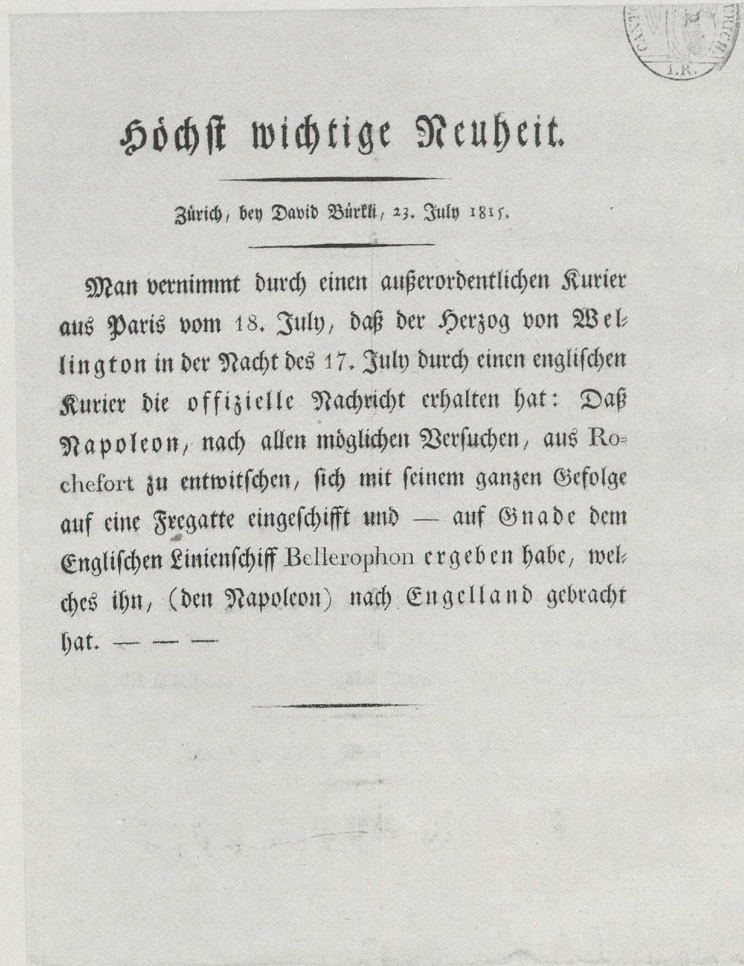 CANT
ZÜRICH
1.R.
Höchst wichtige Neuheit.
Zürich, bey David Bürkli, 23. July 1815.
Man vernimmt durch einen außerordentlichen Kurier
aus Paris vom 18. July, daß der Herzog von Wel-
lington in der Nacht des 17. July durch einen englischen
Kurier die offizielle Nachricht erhalten hat: Daß
Napoleon, nach allen möglichen Versuchen, aus Ro-
chefort zu entwitschen, sich mit seinem ganzen Gefolge
auf eine Fregatte eingeschifft und — auf Gnade dem
Englischen Linienschiff Bellerophon ergeben habe, wel-
ches ihn, (den Napoleon) nach Engelland gebracht
hat. — — —